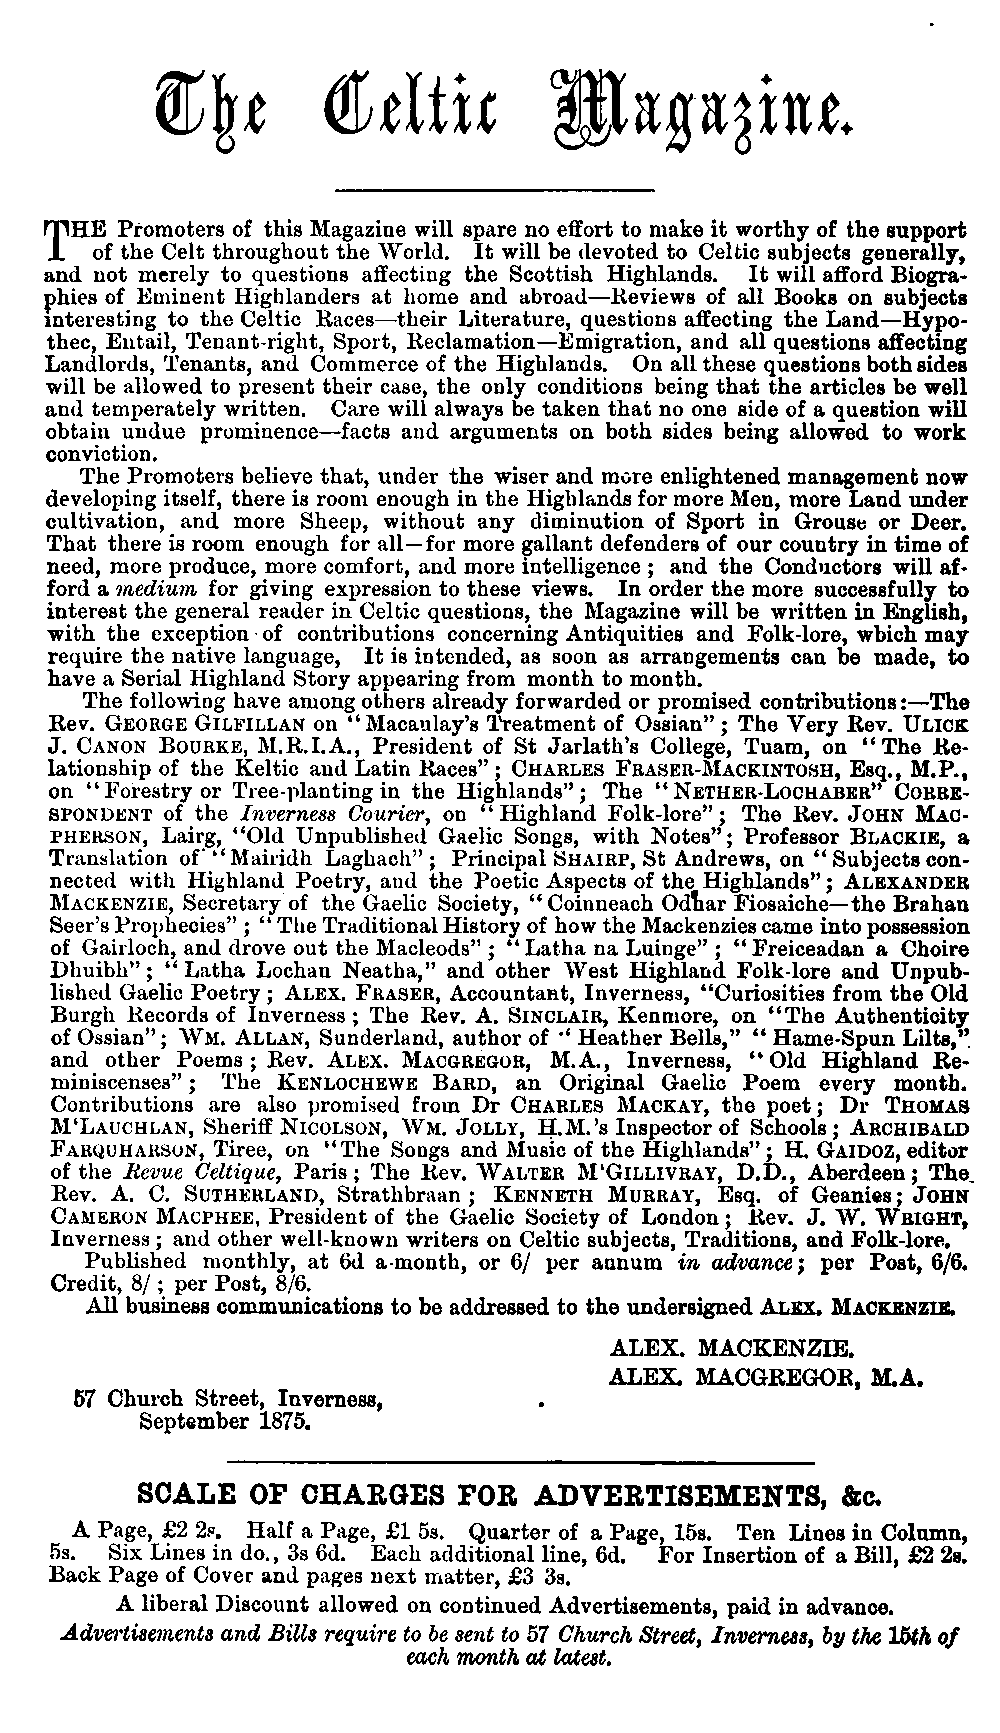 The Celtic Magazine.
THE Promoters of this Magazine will spare no effort to make it worthy of the support
of the Celt throughout the World. It will be devoted to Celtic subjects generally,
and not merely to questions affecting the Scottish Highlands. It will afford Biogra-
phies of Eminent Highlanders at home and abroad—Reviews of all Books on subjects
interesting to the Celtic Races—their Literature, questions affecting the Land—Hypo-
thec, Entail, Tenant-right, Sport, Reclamation—Emigration, and all questions affecting
Landlords, Tenants, and Commerce of the Highlands. On all these questions both sides
will be allowed to present their case, the only conditions being that the articles be well
and temperately written. Care will always be taken that no one side of a question will
obtain undue prominence—facts and arguments on both sides being allowed to work
conviction.
The Promoters believe that, under the wiser and more enlightened management now
developing itself, there is room enough in the Highlands for more Men, more Land under
cultivation, and more Sheep, without any diminution of Sport in Grouse or Deer.
That there is room enough for all—for more gallant defenders of our country in time of
need, more produce, more comfort, and more intelligence; and the Conductors will af-
ford a medium for giving expression to these views. In order the more successfully to
interest the general reader in Celtic questions, the Magazine will be written in English,
with the exception of contributions concerning Antiquities and Folk-lore, which may
require the native language, It is intended, as soon as arrangements can be made, to
have a Serial Highland Story appearing from month to month.
The following have among others already forwarded or promised contributions:—The
Rev. GEORGE GILFILLAN on "Macaulay's Treatment of Ossian"; The Very Rev. ULICK
J. CANON BOURKE, M.R.I.A., President of St Jarlath's College, Tuam, on "The Re-
lationship of the Keltic and Latin Races"; CHARLES FRASER-MACKINTOSH, Esq., M.P.,
on "Forestry or Tree-planting in the Highlands"; The "NETHER-LOCHABER" CORRE-
SPONDENT of the Inverness Courier, on "Highland Folk-lore"; The Rev. JOHN MAC-
PHERSON, Lairg, "Old Unpublished Gaelic Songs, with Notes"; Professor BLACKIE, a
Translation of "Mairidh Laghach"; Principal SHAIRP, St Andrews, on "Subjects con-
nected with Highland Poetry, and the Poetic Aspects of the Highlands"; ALEXANDER
MACKENZIE, Secretary of the Gaelic Society, "Coinneach Odhar Fiosaiche—the Brahan
Seer's Prophecies"; "The Traditional History of how the Mackenzies came into possession
of Gairloch, and drove out the Macleods"; "Latha na Luinge"; "Freiceadan a Choire
Dhuibh"; "Latha Lochan Neatha," and other West Highland Folk-lore and Unpub-
lished Gaelic Poetry; ALEX. FRASER, Accountant, Inverness, "Curiosities from the Old
Burgh Records of Inverness; The Rev. A. SINCLAIR, Kenmore, on "The Authenticity
of Ossian"; WM. ALLAN, Sunderland, author of "Heather Bells," "Hame-Spun Lilts,"
and other Poems; Rev. ALEX. MACGREGOR, M.A., Inverness, "Old Highland Re-
miniscenses"; The KENLOCHEWE BARD, an Original Gaelic Poem every month.
Contributions are also promised from Dr CHARLES MACKAY, the poet; Dr THOMAS
M'LAUCHLAN, Sheriff NICOLSON, WM. JOLLY, H.M.'s Inspector of Schools; ARCHIBALD
FARQUHARSON, Tiree, on "The Songs and Music of the Highlands"; H. GAIDOZ, editor
of the Revue Celtique, Paris; The Rev. WALTER M'GILLIVRAY, D.D., Aberdeen; The
Rev. A. C. SUTHERLAND, Strathbraan; KENNETH MURRAY, Esq. of Geanies; JOHN
CAMERON MACPHEE, President of the Gaelic Society of London; Rev. J. W. WRIGHT,
Inverness; and other well-known writers on Celtic subjects, Traditions, and Folk-lore.
Published monthly, at 6d a-month, or 6/ per annum in advance; per Post, 6/6.
Credit, 8/; per Post, 8/6.
All business communications to be addressed to the undersigned ALEX. MACKENZIE.
ALEX. MACKENZIE.
ALEX. MACGREGOR, M.A.
57 Church Street, Inverness,
September 1875.
SCALE OF CHARGES FOR ADVERTISEMENTS, &c.
A Page, £2 2s. Half a Page, £1 5s. Quarter of a Page, 15s. Ten Lines in Column,
5s. Six Lines in do., 3s 6d. Each additional line, 6d. For Insertion of a Bill, £2 2s.
Back Page of Cover and pages next matter, £3 3s.
A liberal Discount allowed on continued Advertisements, paid in advance.
Advertisements and Bills require to be sent to 57 Church Street, Inverness, by the 15th of
each month at latest.